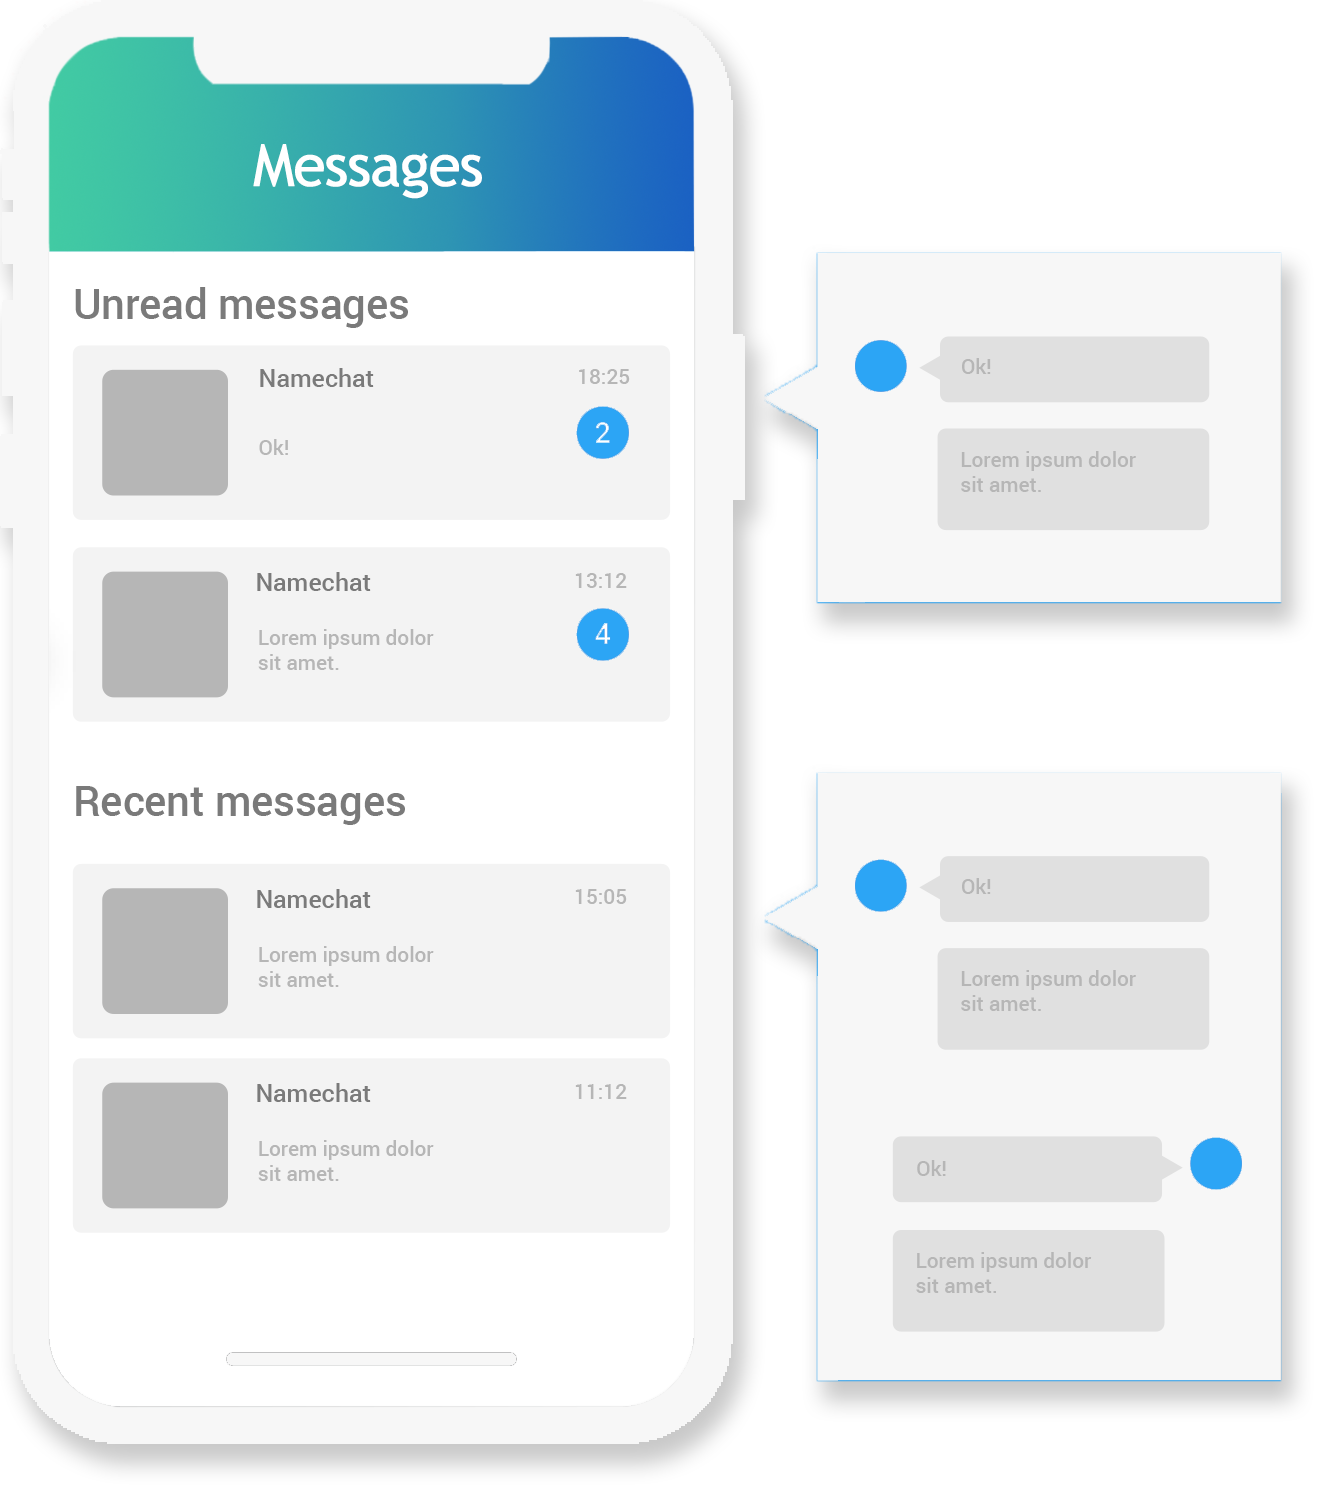 Messages
Unread messages
Namechat
18:25
Ok!
2
Namechat
13:12
Lorem ipsum dolor
sit amet.
4
Recent messages
Namechat
15:05
Lorem ipsum dolor
sit amet.
Namechat
11:12
Lorem ipsum dolor
sit amet.
Ok!
Lorem ipsum dolor
sit amet.
Ok!
Lorem ipsum dolor
sit amet.
Ok!
Lorem ipsum dolor
sit amet.